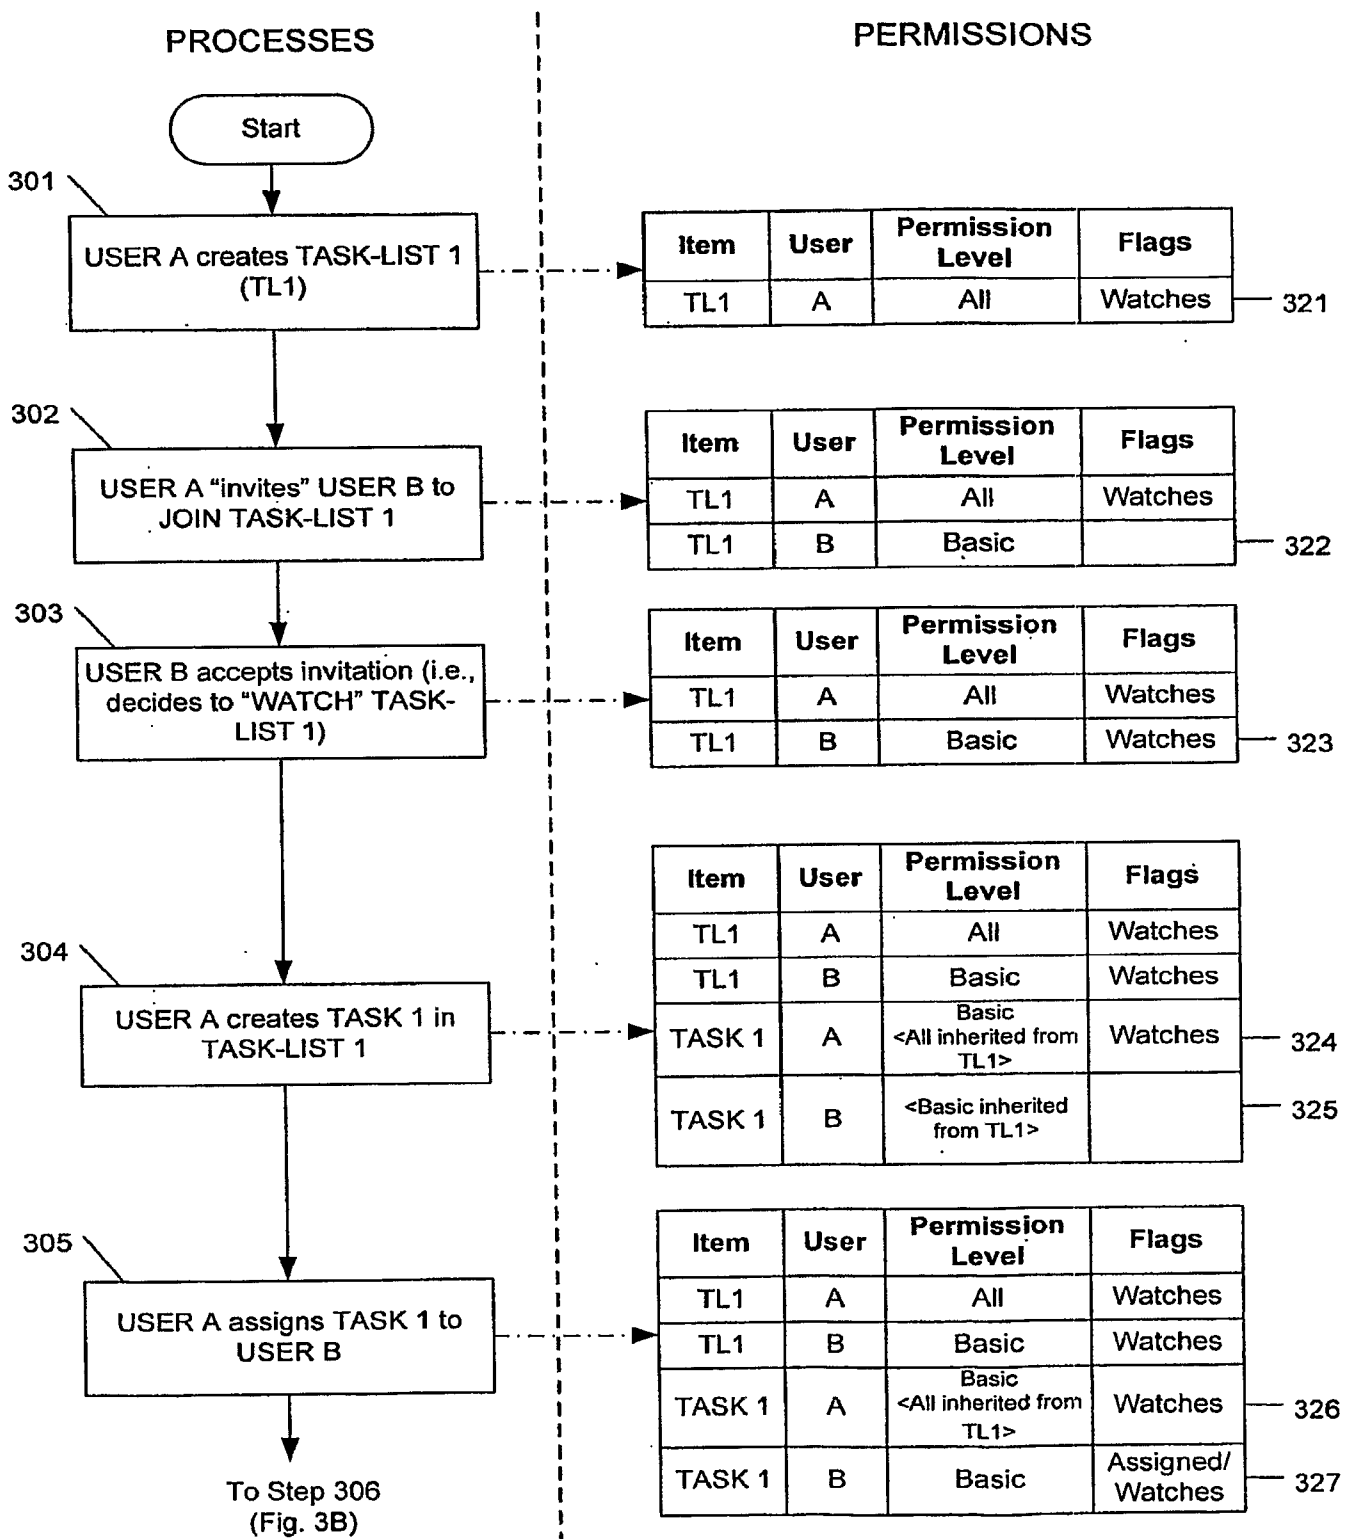 PROCESSES
PERMISSIONS
Start
301
USER A creates TASK-LIST 1
(TL1)
Item User Permission Level Flags
TL1 A All Watches
321
302
USER A “invites” USER B to
JOIN TASK-LIST 1
Item User Permission Level Flags
TL1 A All Watches
TL1 B Basic
322
303
USER B accepts invitation (i.e.,
decides to “WATCH” TASK-
LIST 1)
Item User Permission Level Flags
TL1 A All Watches
TL1 B Basic Watches
323
304
USER A creates TASK 1 in
TASK-LIST 1
Item User Permission Level Flags
TL1 A All Watches
TL1 B Basic Watches
TASK 1 A Basic <All inherited from TL1> Watches
324
TASK 1 B <Basic inherited from TL1>
325
305
USER A assigns TASK 1 to
USER B
Item User Permission Level Flags
TL1 A All Watches
TL1 B Basic Watches
TASK 1 A Basic <All inherited from TL1> Watches
326
TASK 1 B Basic Assigned/ Watches
327
To Step 306
(Fig. 3B)